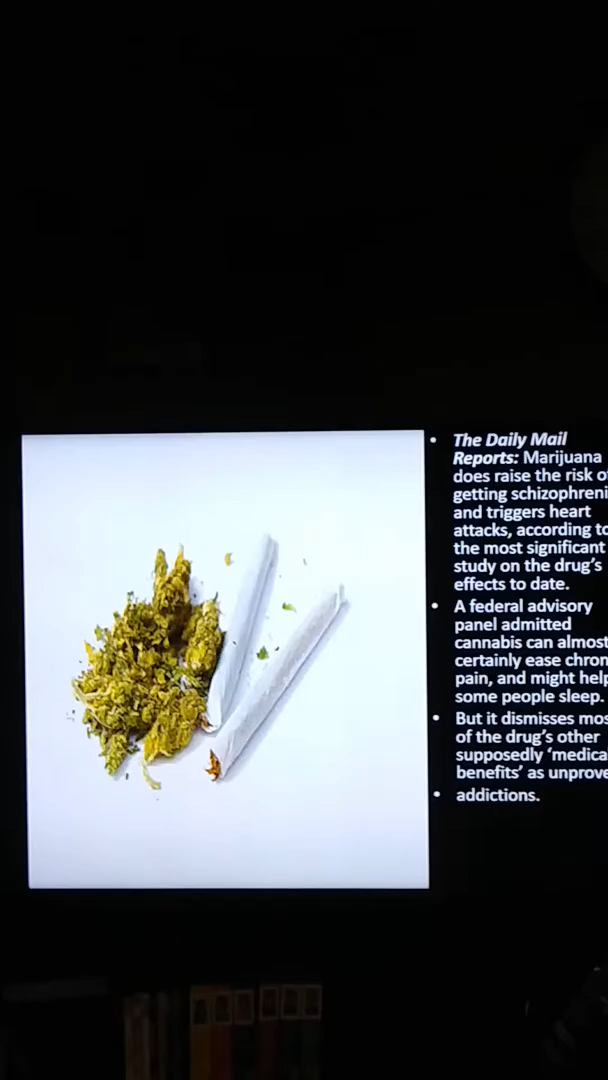 • The Daily Mail
Reports: Marijuana
does raise the risk o
getting schizophreni
and triggers heart
attacks, according to
the most significant
study on the drug's
effects to date.
• A federal advisory
panel admitted
cannabis can almost
certainly ease chron
pain, and might help
some people sleep.
• But it dismisses mos
of the drug's other
supposedly ‘medica
benefits’ as unprove
• addictions.